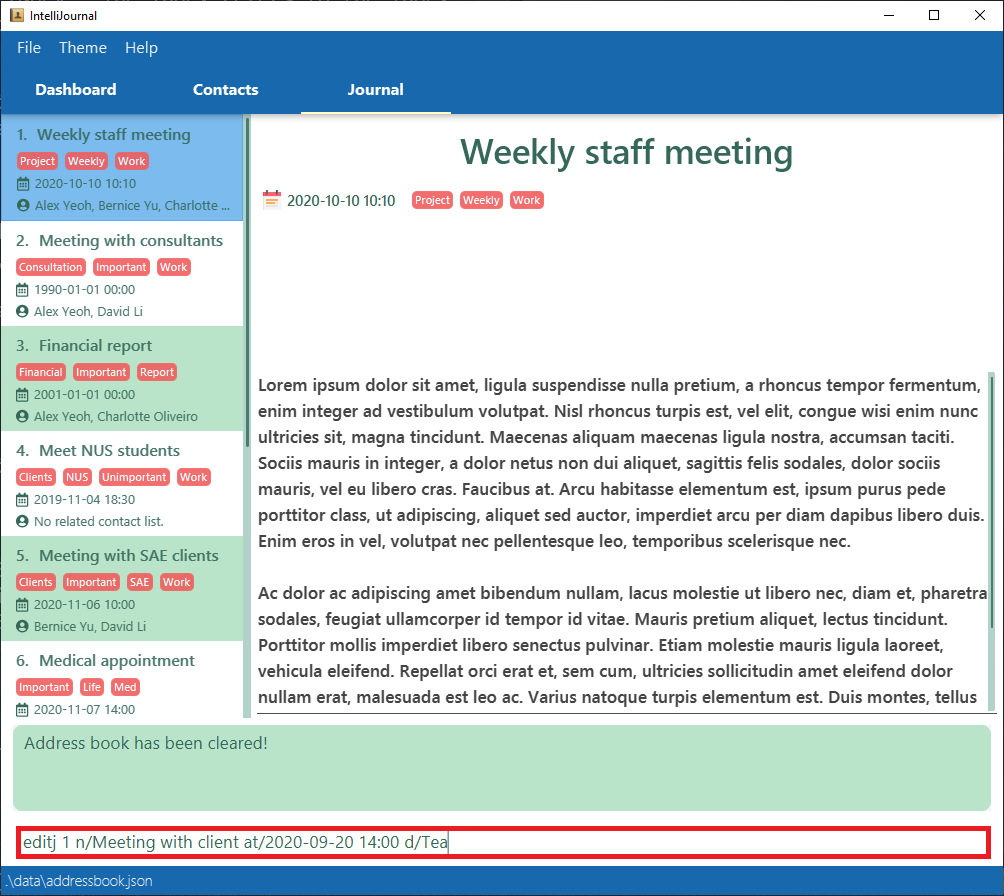 IntelliJournal
File Theme Help
Dashboard Contacts Journal
1. Weekly staff meeting
Project Weekly Work
2020-10-10 10:10
Alex Yeoh, Bernice Yu, Charlotte ...
2. Meeting with consultants
Consultation Important Work
1990-01-01 00:00
Alex Yeoh, David Li
3. Financial report
Financial Important Report
2001-01-01 00:00
Alex Yeoh, Charlotte Oliveiro
4. Meet NUS students
Clients NUS Unimportant Work
2019-11-04 18:30
No related contact list.
5. Meeting with SAE clients
Clients Important SAE Work
2020-11-06 10:00
Bernice Yu, David Li
6. Medical appointment
Important Life Med
2020-11-07 14:00
Weekly staff meeting
2020-10-10 10:10 Project Weekly Work
Lorem ipsum dolor sit amet, ligula suspendisse nulla pretium, a rhoncus tempor fermentum,
enim integer ad vestibulum volutpat. Nisl rhoncus turpis est, vel elit, congue wisi enim nunc
ultricies sit, magna tincidunt. Maecenas aliquam maecenas ligula nostra, accumsan taciti.
Sociis mauris in integer, a dolor netus non dui aliquet, sagittis felis sodales, dolor sociis
mauris, vel eu libero cras. Faucibus at. Arcu habitasse elementum est, ipsum purus pede
porttitor class, ut adipiscing, aliquet sed auctor, imperdiet arcu per diam dapibus libero duis.
Enim eros in vel, volutpat nec pellentesque leo, temporibus scelerisque nec.
Ac dolor ac adipiscing amet bibendum nullam, lacus molestie ut libero nec, diam et, pharetra
sodales, feugiat ullamcorper id tempor id vitae. Mauris pretium aliquet, lectus tincidunt.
Porttitor mollis imperdiet libero senectus pulvinar. Etiam molestie mauris ligula laoreet,
vehicula eleifend. Repellat orci erat et, sem cum, ultricies sollicitudin amet eleifend dolor
nullam erat, malesuada est leo ac. Varius natoque turpis elementum est. Duis montes, tellus
Address book has been cleared!
editj 1 n/Meeting with client at/2020-09-20 14:00 d/Tea
.\data\addressbook.json